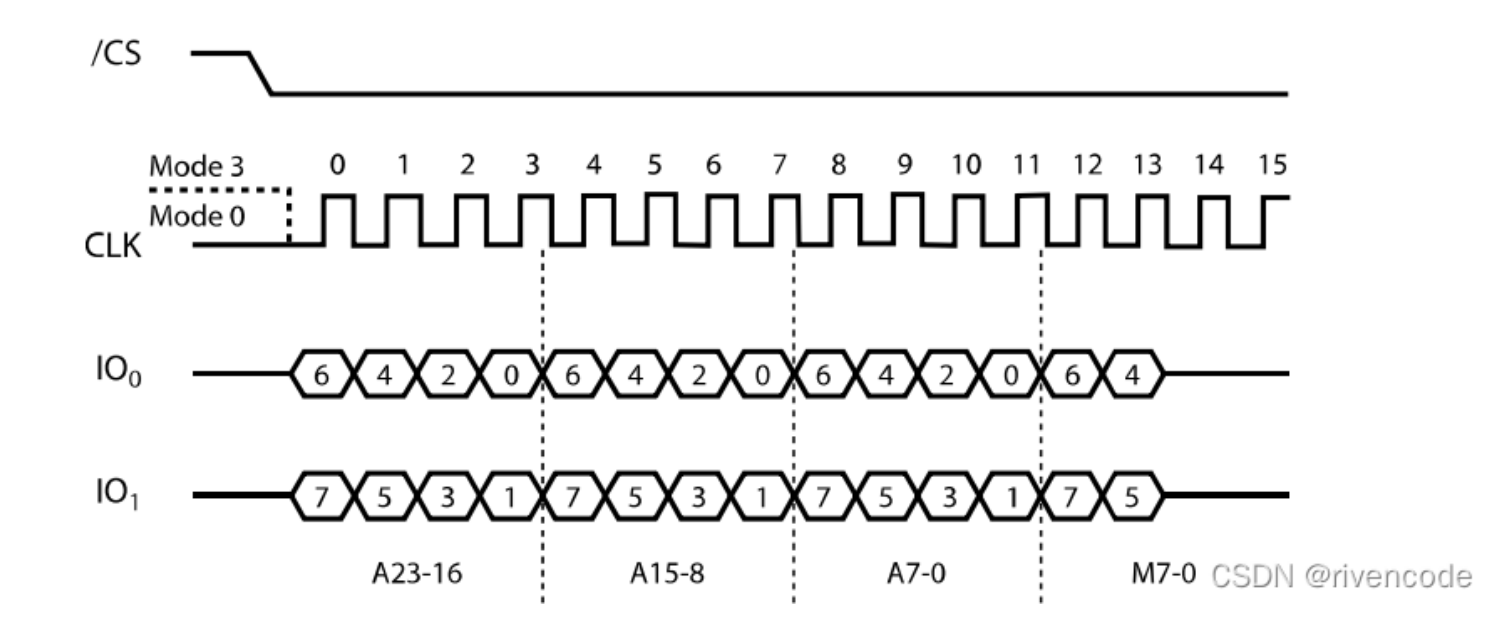 /CS
Mode 3 0 1 2 3 4 5 6 7 8 9 10 11 12 13 14 15
Mode 0
CLK
IO0 6 4 2 0 6 4 2 0 6 4 2 0 6 4
IO1 7 5 3 1 7 5 3 1 7 5 3 1 7 5
A23-16 A15-8 A7-0 M7-0 CSDN @rivencode